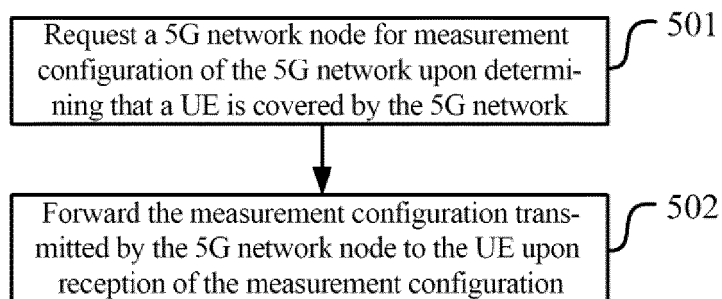 Request a 5G network node for measurement
configuration of the 5G network upon determi-
ning that a UE is covered by the 5G network
501
Forward the measurement configuration trans-
mitted by the 5G network node to the UE upon
reception of the measurement configuration
502